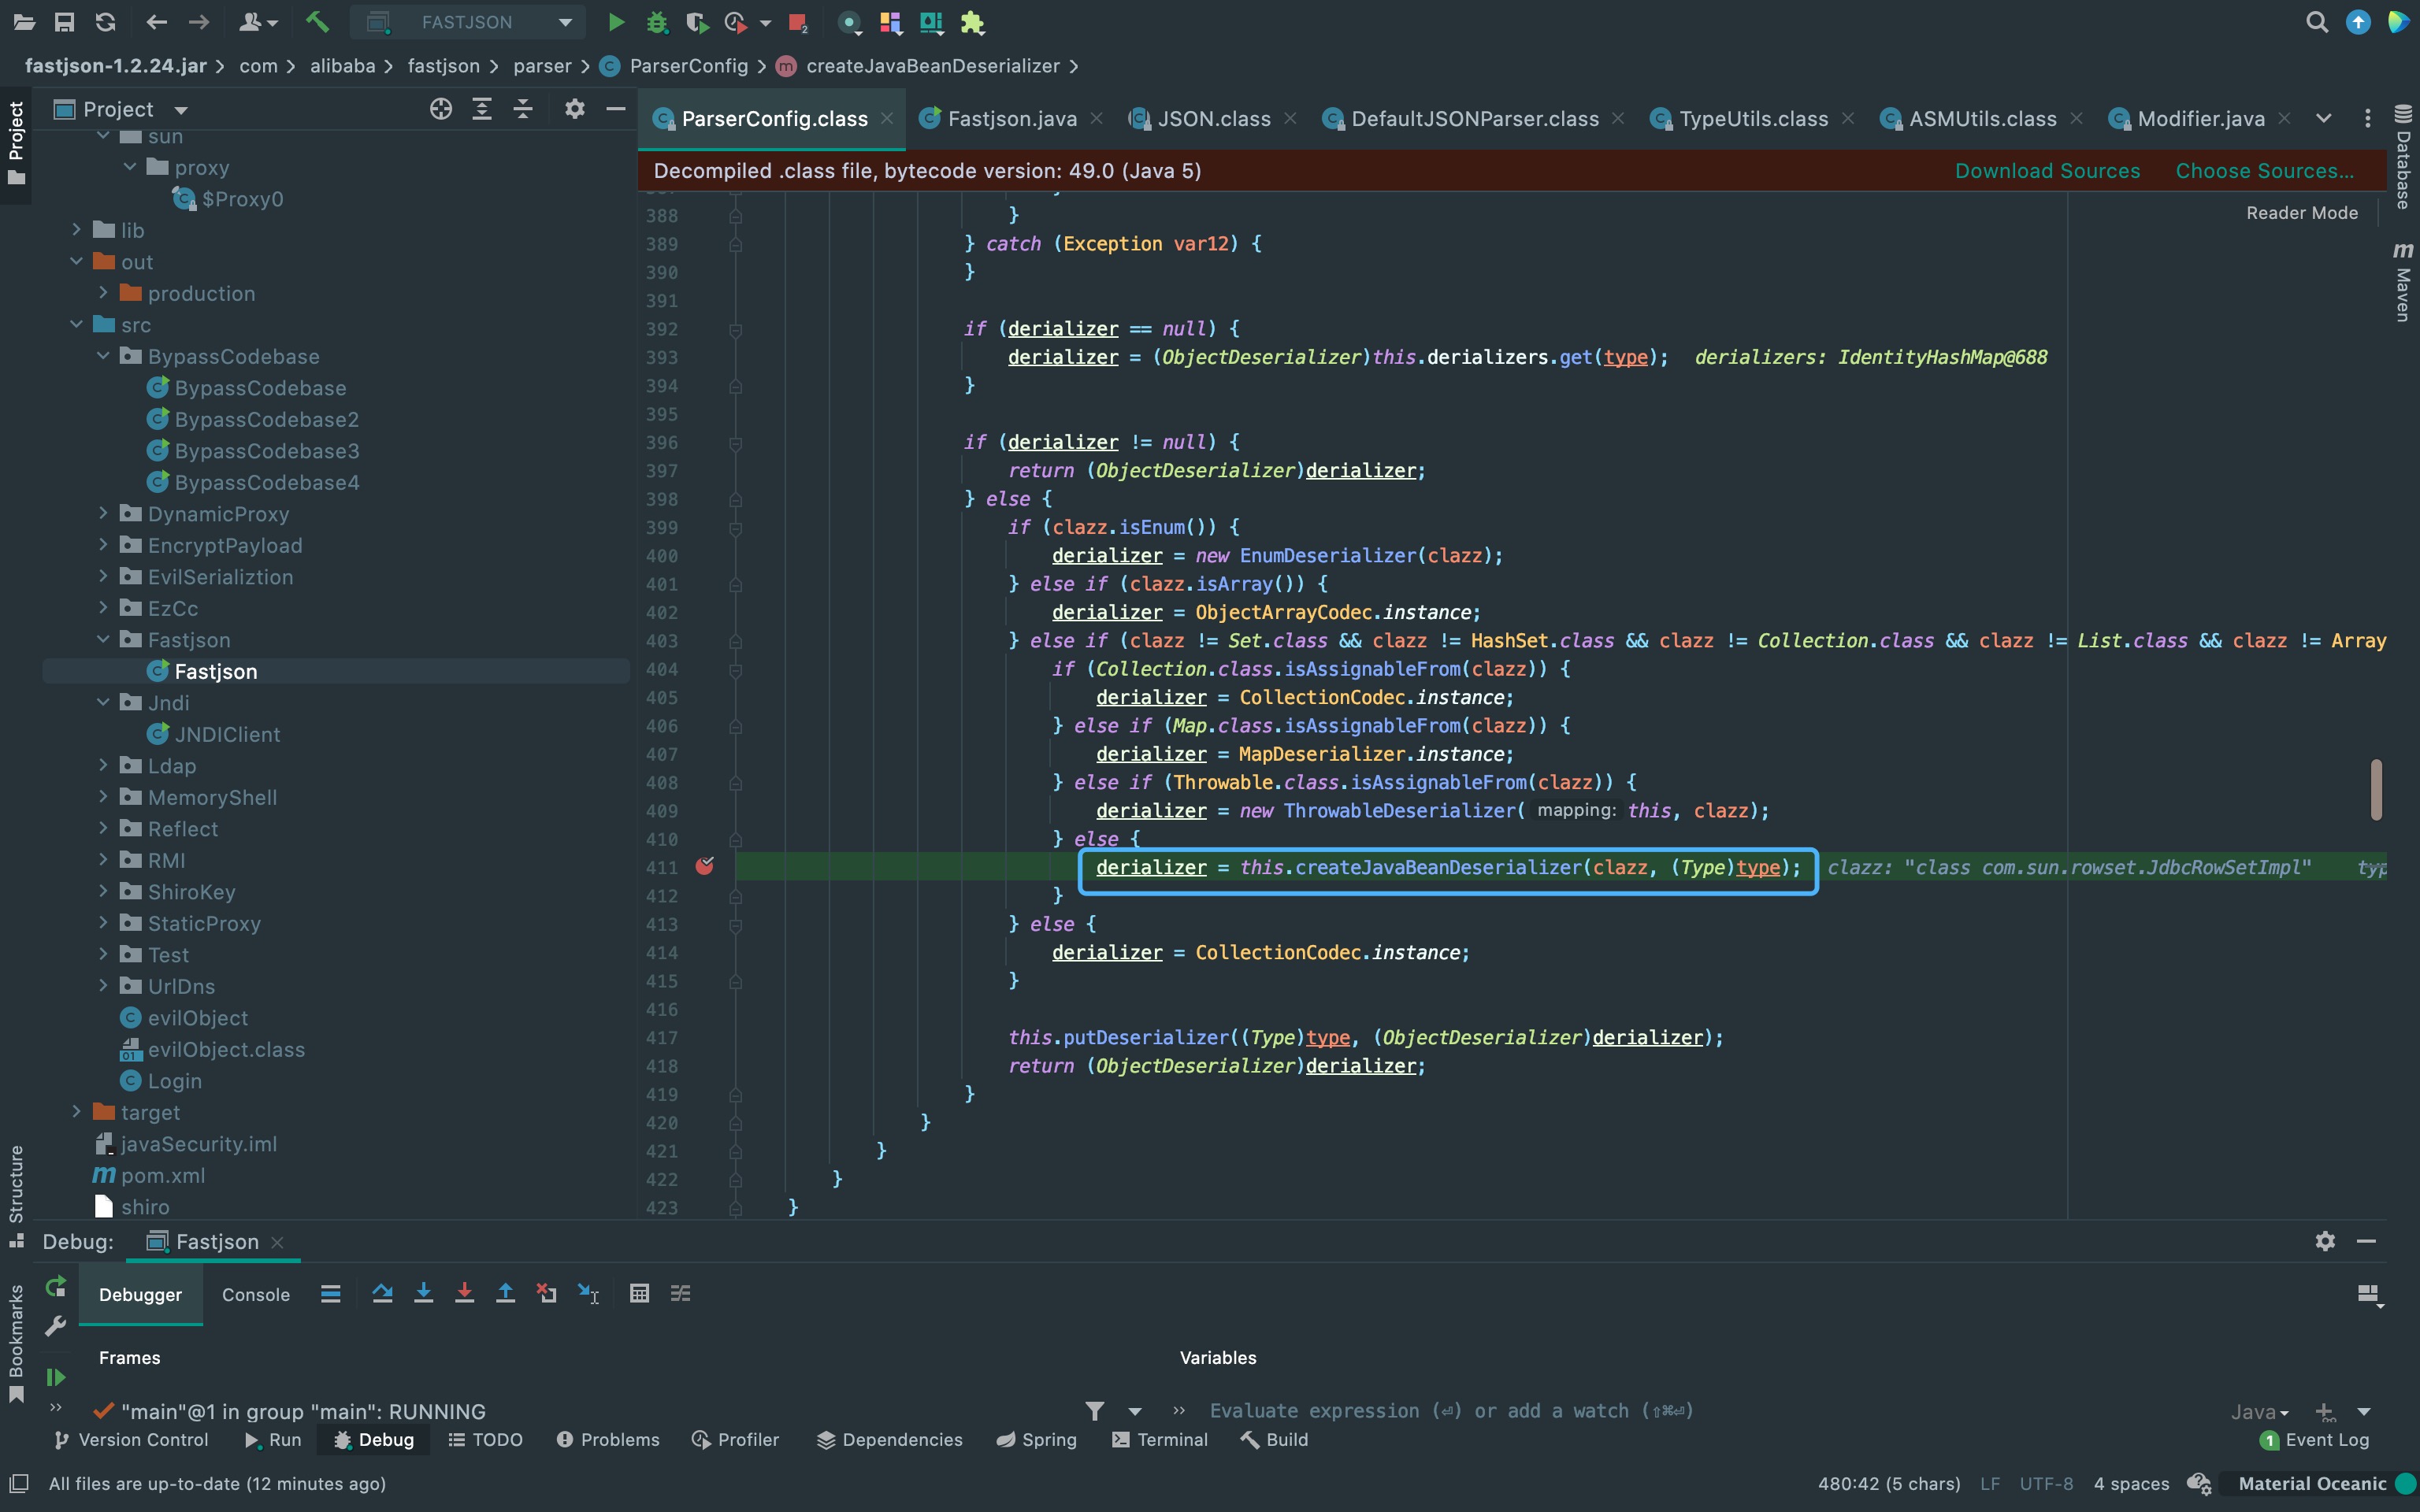 FASTJSON
fastjson-1.2.24.jar > com > alibaba > fastjson > parser > ParserConfig > createJavaBeanDeserializer >
Project
Project
sun
proxy
$Proxy0
lib
out
production
src
BypassCodebase
BypassCodebase
BypassCodebase2
BypassCodebase3
BypassCodebase4
DynamicProxy
EncryptPayload
EvilSerializtion
EzCc
Fastjson
Fastjson
Jndi
JNDIClient
Ldap
MemoryShell
Reflect
RMI
ShiroKey
StaticProxy
Test
UrlDns
evilObject
evilObject.class
Login
target
javaSecurity.iml
pom.xml
shiro
Structure
Bookmarks
ParserConfig.class Fastjson.java JSON.class DefaultJSONParser.class TypeUtils.class ASMUtils.class Modifier.java
Decompiled .class file, bytecode version: 49.0 (Java 5) Download Sources Choose Sources...
Reader Mode
Database
Maven
388 }
389 } catch (Exception var12) {
390 }
391
392 if (derializer == null) {
393 derializer = (ObjectDeserializer)this.derializers.get(type); derializers: IdentityHashMap@688
394 }
395
396 if (derializer != null) {
397 return (ObjectDeserializer)derializer;
398 } else {
399 if (clazz.isEnum()) {
400 derializer = new EnumDeserializer(clazz);
401 } else if (clazz.isArray()) {
402 derializer = ObjectArrayCodec.instance;
403 } else if (clazz != Set.class && clazz != HashSet.class && clazz != Collection.class && clazz != List.class && clazz != Array
404 if (Collection.class.isAssignableFrom(clazz)) {
405 derializer = CollectionCodec.instance;
406 } else if (Map.class.isAssignableFrom(clazz)) {
407 derializer = MapDeserializer.instance;
408 } else if (Throwable.class.isAssignableFrom(clazz)) {
409 derializer = new ThrowableDeserializer( mapping: this, clazz);
410 } else {
411 derializer = this.createJavaBeanDeserializer(clazz, (Type)type); clazz: "class com.sun.rowset.JdbcRowSetImpl" typ
412 }
413 } else {
414 derializer = CollectionCodec.instance;
415 }
416
417 this.putDeserializer((Type)type, (ObjectDeserializer)derializer);
418 return (ObjectDeserializer)derializer;
419 }
420 }
421 }
422 }
423 }
Debug: Fastjson
Debugger Console
Frames Variables
"main"@1 in group "main": RUNNING Evaluate expression (⏎) or add a watch (⇧⌘⏎) Java
Version Control Run Debug TODO Problems Profiler Dependencies Spring Terminal Build 1 Event Log
All files are up-to-date (12 minutes ago) 480:42 (5 chars) LF UTF-8 4 spaces Material Oceanic